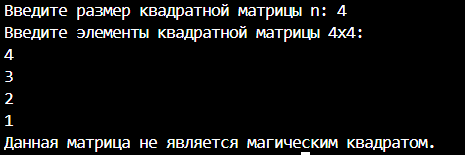 Введите размер квадратной матрицы n: 4
Введите элементы квадратной матрицы 4x4:
4
3
2
1
Данная матрица не является магическим квадратом.